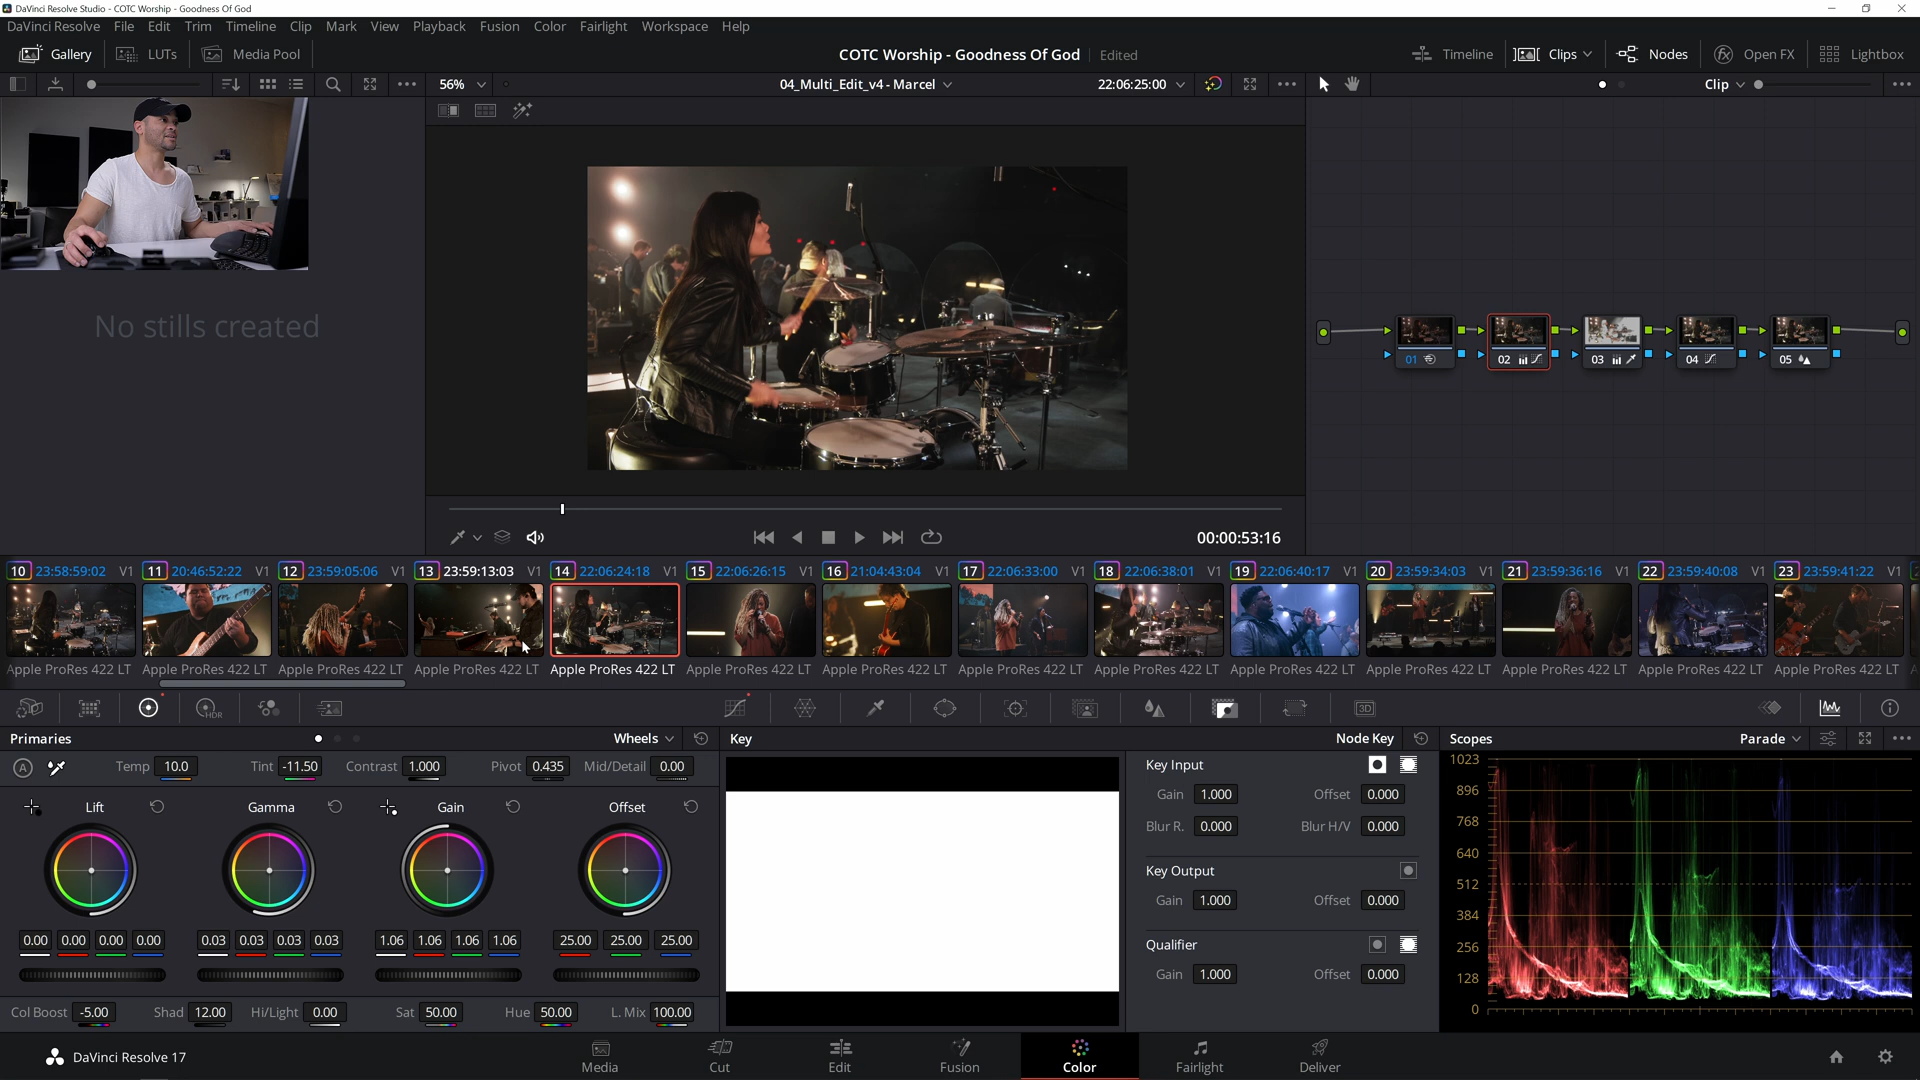 DaVinci Resolve Studio - COTC Worship - Goodness Of God
DaVinci Resolve File Edit Trim Timeline Clip Mark View Playback Fusion Color Fairlight Workspace Help
Gallery LUTs Media Pool COTC Worship - Goodness Of God Edited Timeline Clips Nodes Open FX Lightbox
56% 04_Multi_Edit_v4 - Marcel 22:06:25:00 Clip
No stills created
01 02 03 04 05
00:00:53:16
10 23:58:59:02 V1 11 20:46:52:22 V1 12 23:59:05:06 V1 13 23:59:13:03 V1 14 22:06:24:18 V1 15 22:06:26:15 V1 16 21:04:43:04 V1 17 22:06:33:00 V1 18 22:06:38:01 V1 19 22:06:40:17 V1 20 23:59:34:03 V1 21 23:59:36:16 V1 22 23:59:40:08 V1 23 23:59:41:22 V1
Apple ProRes 422 LT Apple ProRes 422 LT Apple ProRes 422 LT Apple ProRes 422 LT Apple ProRes 422 LT Apple ProRes 422 LT Apple ProRes 422 LT Apple ProRes 422 LT Apple ProRes 422 LT Apple ProRes 422 LT Apple ProRes 422 LT Apple ProRes 422 LT Apple ProRes 422 LT Apple ProRes 422 LT
HDR 3D
Primaries Wheels Key Node Key Scopes Parade
A Temp 10.0 Tint -11.50 Contrast 1.000 Pivot 0.435 Mid/Detail 0.00
Lift Gamma Gain Offset
0.00 0.00 0.00 0.00 0.03 0.03 0.03 0.03 1.06 1.06 1.06 1.06 25.00 25.00 25.00
Col Boost -5.00 Shad 12.00 Hi/Light 0.00 Sat 50.00 Hue 50.00 L. Mix 100.00
Key Input
Gain 1.000 Offset 0.000
Blur R. 0.000 Blur H/V 0.000
Key Output
Gain 1.000 Offset 0.000
Qualifier
Gain 1.000 Offset 0.000
1023
896
768
640
512
384
256
128
0
DaVinci Resolve 17 Media Cut Edit Fusion Color Fairlight Deliver